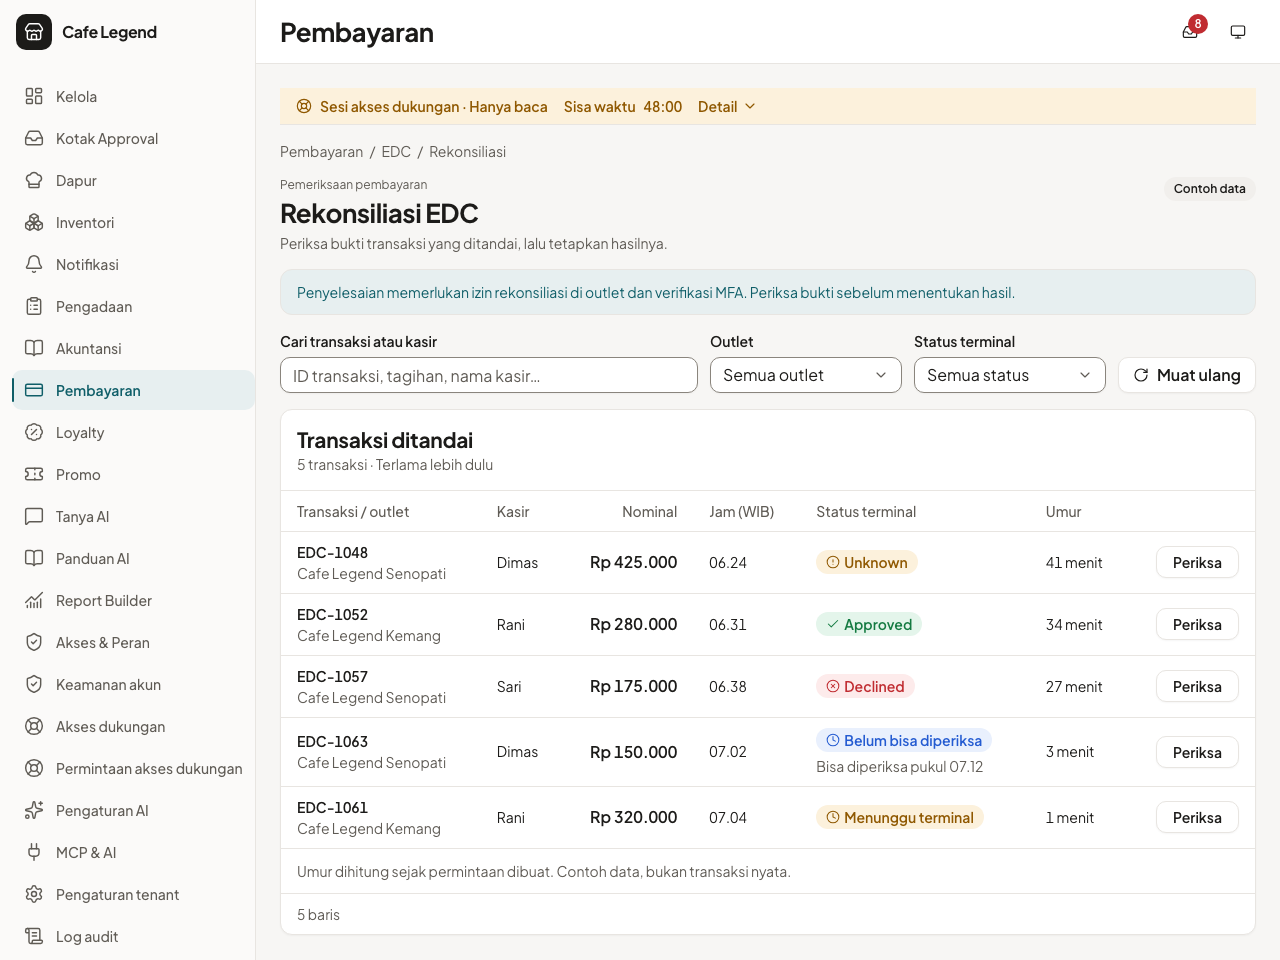 Cafe Legend
Kelola
Kotak Approval
Dapur
Inventori
Notifikasi
Pengadaan
Akuntansi
Pembayaran
Loyalty
Promo
Tanya AI
Panduan AI
Report Builder
Akses & Peran
Keamanan akun
Akses dukungan
Permintaan akses dukungan
Pengaturan AI
MCP & AI
Pengaturan tenant
Log audit
Pembayaran
8
Sesi akses dukungan · Hanya baca Sisa waktu 48:00 Detail
Pembayaran / EDC / Rekonsiliasi
Pemeriksaan pembayaran
Contoh data
Rekonsiliasi EDC
Periksa bukti transaksi yang ditandai, lalu tetapkan hasilnya.
Penyelesaian memerlukan izin rekonsiliasi di outlet dan verifikasi MFA. Periksa bukti sebelum menentukan hasil.
Cari transaksi atau kasir Outlet Status terminal
ID transaksi, tagihan, nama kasir… Semua outlet Semua status Muat ulang
Transaksi ditandai
5 transaksi · Terlama lebih dulu
Transaksi / outlet Kasir Nominal Jam (WIB) Status terminal Umur
EDC-1048
Cafe Legend Senopati
Dimas Rp 425.000 06.24 Unknown 41 menit Periksa
EDC-1052
Cafe Legend Kemang
Rani Rp 280.000 06.31 Approved 34 menit Periksa
EDC-1057
Cafe Legend Senopati
Sari Rp 175.000 06.38 Declined 27 menit Periksa
EDC-1063
Cafe Legend Senopati
Dimas Rp 150.000 07.02 Belum bisa diperiksa 3 menit Periksa
Bisa diperiksa pukul 07.12
EDC-1061
Cafe Legend Kemang
Rani Rp 320.000 07.04 Menunggu terminal 1 menit Periksa
Umur dihitung sejak permintaan dibuat. Contoh data, bukan transaksi nyata.
5 baris